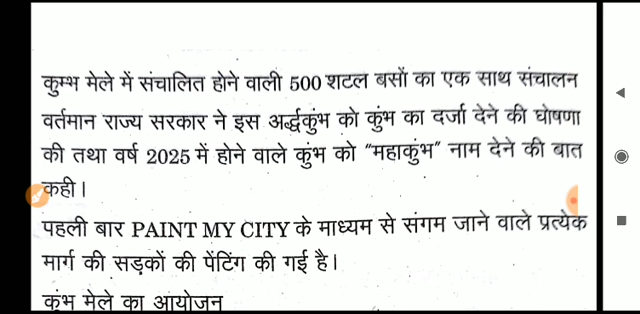 कुम्भ मेले में संचालित होने वाली 500 शटल बसों का एक साथ संचालन
वर्तमान राज्य सरकार ने इस अर्द्धकुंभ को कुंभ का दर्जा देने की घोषणा
की तथा वर्ष 2025 में होने वाले कुंभ को "महाकुंभ" नाम देने की बात
कही।
पहली बार PAINT MY CITY के माध्यम से संगम जाने वाले प्रत्येक
मार्ग की सड़कों की पेंटिंग की गई है।
कुंभ मेले का आयोजन